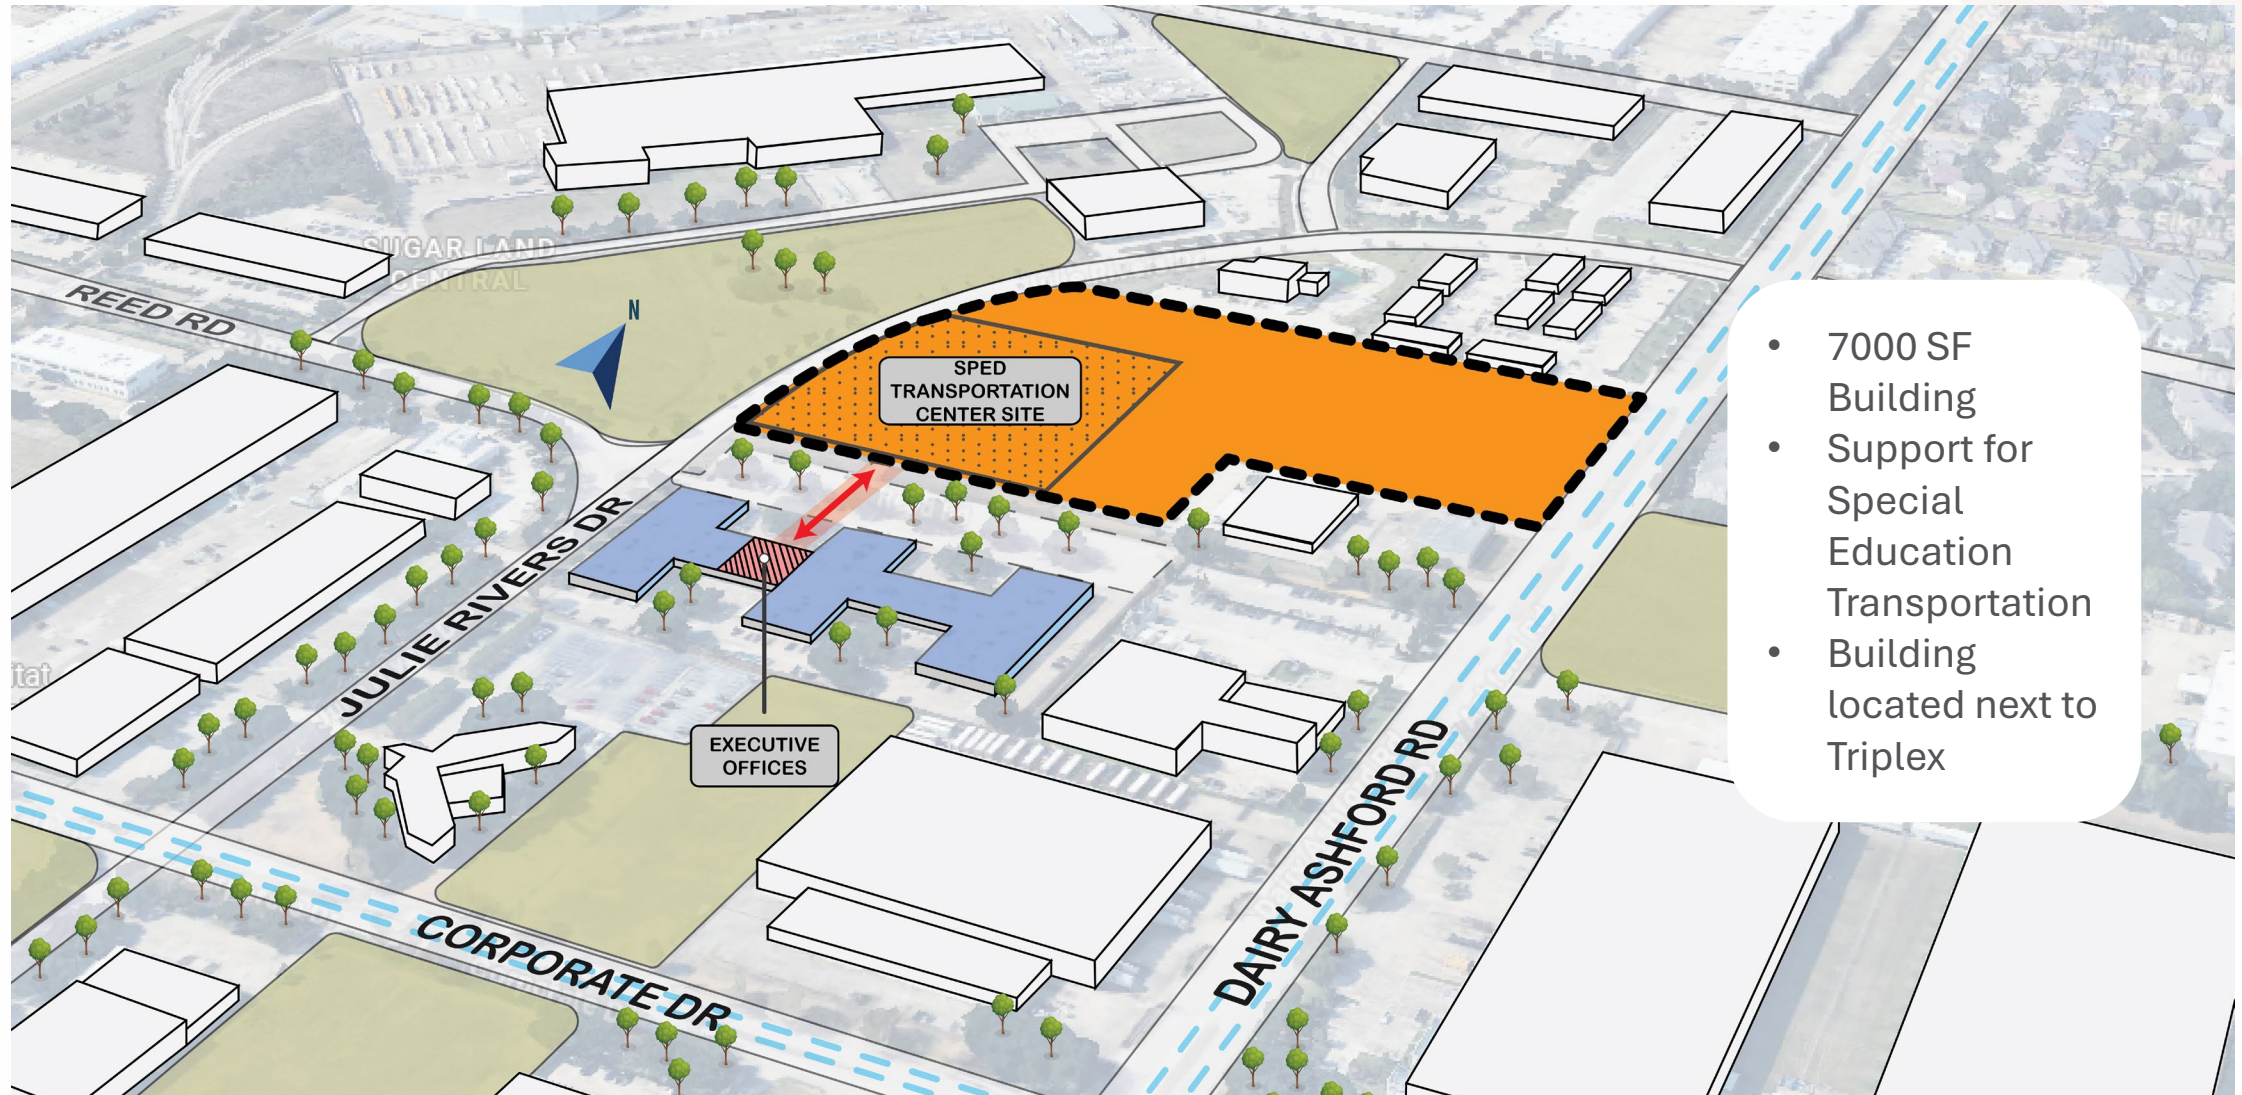 SUGAR LAND
CENTRAL
REED RD
N
SPED
TRANSPORTATION
CENTER SITE
JULIE RIVERS DR
EXECUTIVE
OFFICES
CORPORATE DR
DAIRY ASHFORD RD
• 7000 SF
Building
• Support for
Special
Education
Transportation
• Building
located next to
Triplex
itat